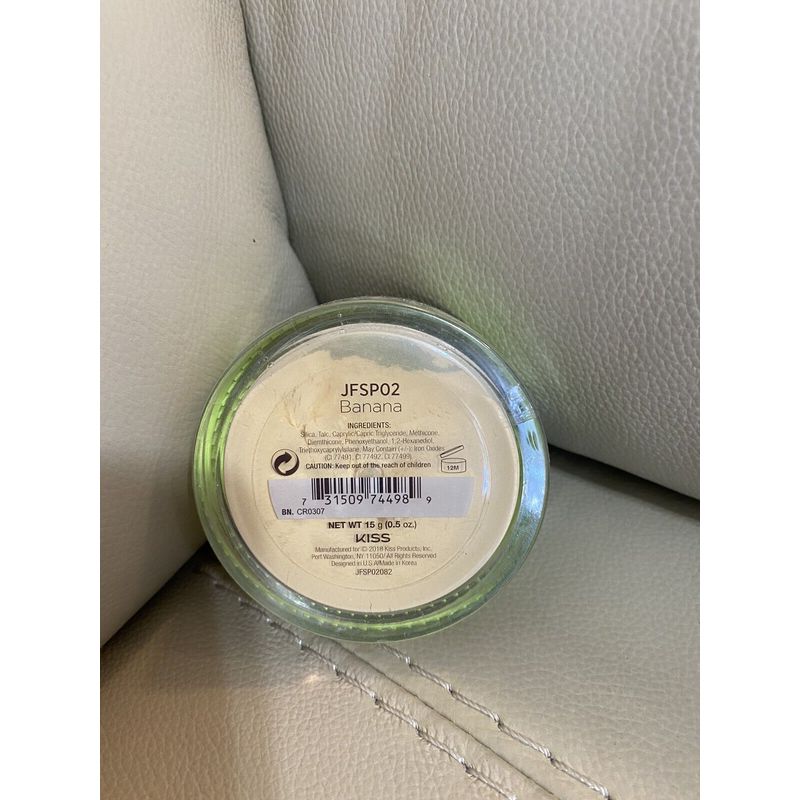 JFSP02
Banana
INGREDIENTS:
Silica, Talc, Caprylic/Capric Triglyceride, Methicone,
Dimethicone, Phenoxyethanol, 1,2-Hexanediol,
Triethoxycaprylylsilane, May Contain (+/-): Iron Oxides
(CI 77491, CI 77492, CI 77499).
CAUTION: Keep out of the reach of children
12M
7 31509 74498 9
BN. CR0307
NET WT 15 g (0.5 oz.)
KISS
Manufactured for © 2018 Kiss Products, Inc.
Port Washington, NY 11050/ All Rights Reserved
Designed in U.S.A/Made in Korea
JFSP02082